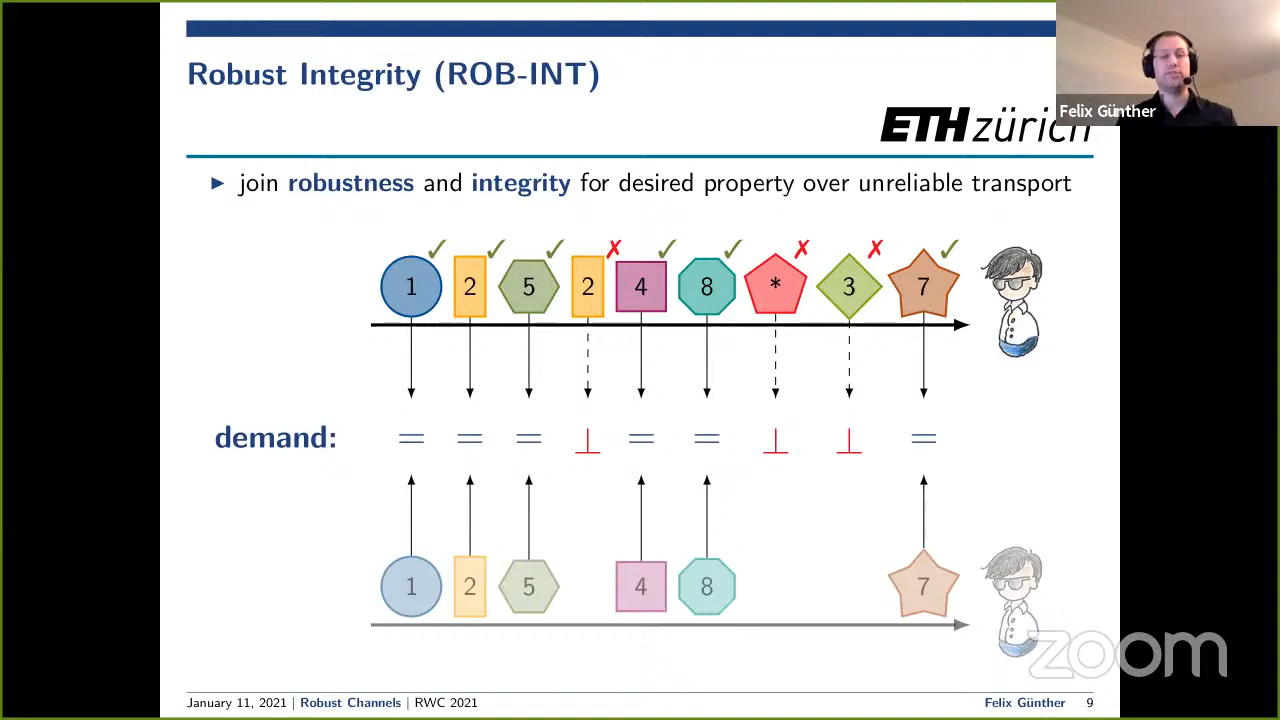 Robust Integrity (ROB-INT)
Felix Günther
ETH zürich
▶ join robustness and integrity for desired property over unreliable transport
✓ ✓ ✓ ✗ ✓ ✓ ✗ ✗ ✓
1 2 5 2 4 8 * 3 7
demand: = = = ⊥ = = ⊥ ⊥ =
1 2 5 4 8 7
zoom
January 11, 2021 | Robust Channels | RWC 2021
Felix Günther 9